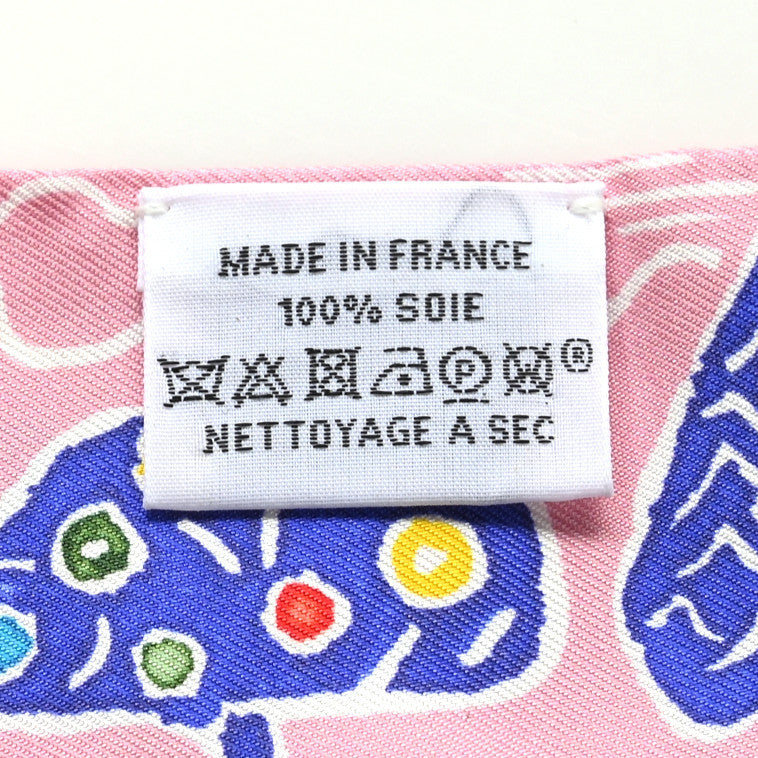 MADE IN FRANCE
100% SOIE
P W ®
NETTOYAGE A SEC